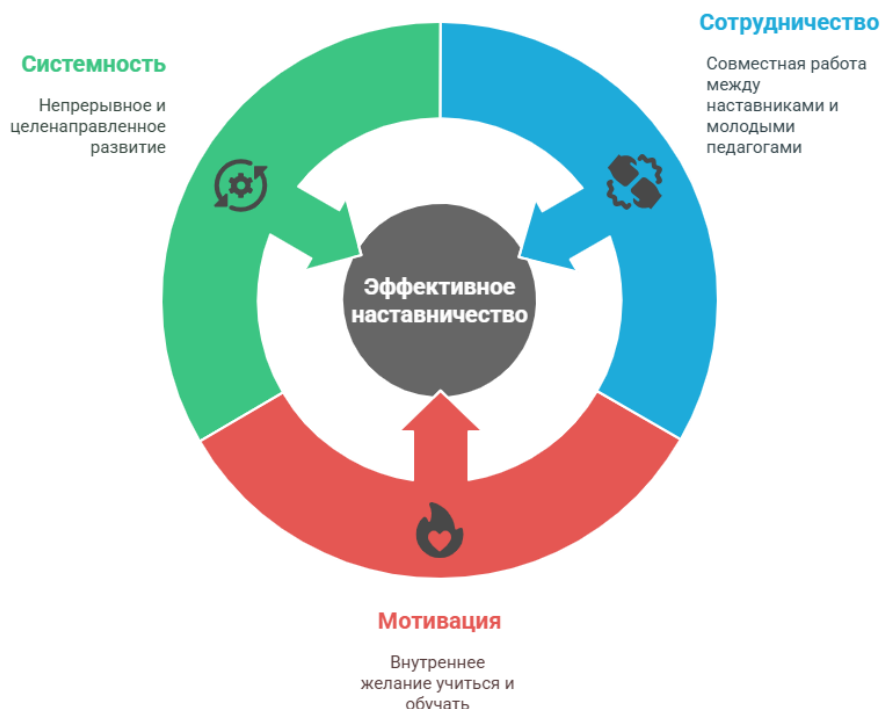 Сотрудничество
Совместная работа
между
наставниками и
молодыми
педагогами
Системность
Непрерывное и
целенаправленное
развитие
Эффективное
наставничество
Мотивация
Внутреннее
желание учиться и
обучать